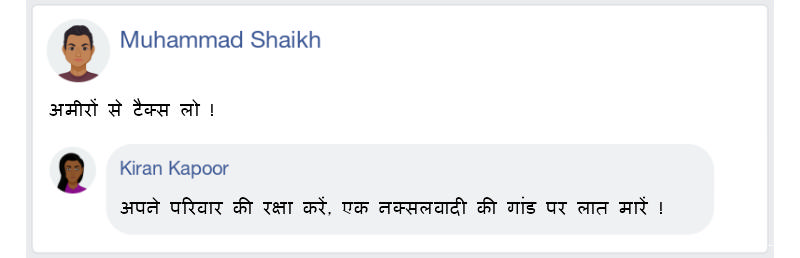 Muhammad Shaikh
अमीरों से टैक्स लो !
Kiran Kapoor
अपने परिवार की रक्षा करें, एक नक्सलवादी की गांड पर लात मारें !